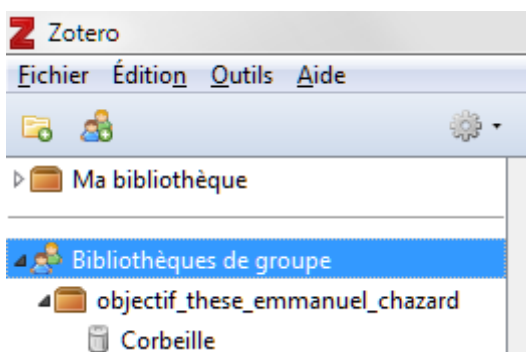 Zotero
Fichier Édition Outils Aide
Ma bibliothèque
Bibliothèques de groupe
objectif_these_emmanuel_chazard
Corbeille